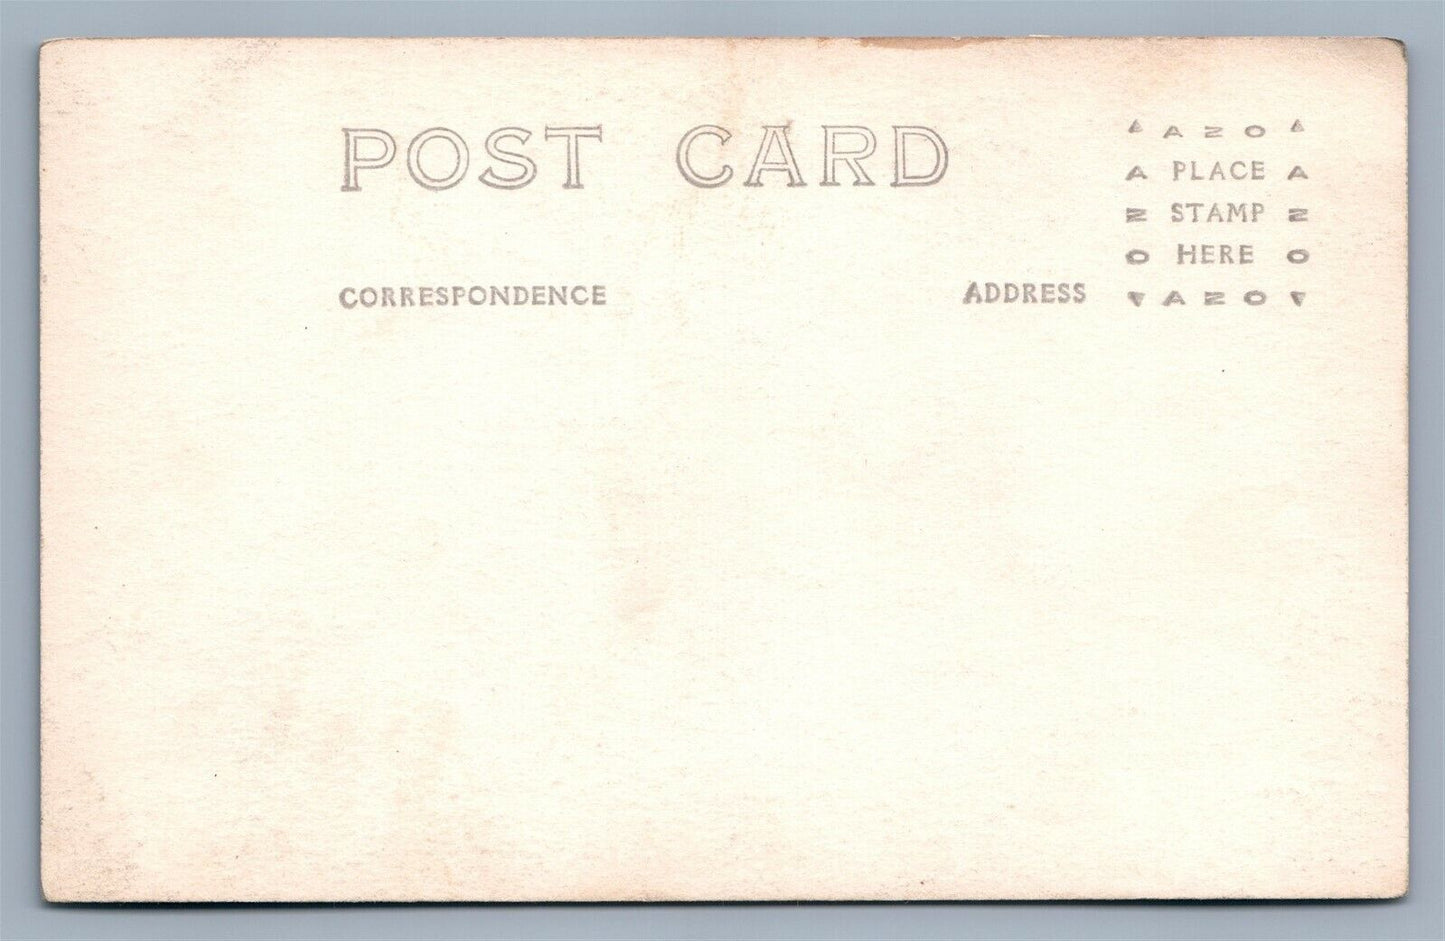 POST CARD
CORRESPONDENCE
ADDRESS
AZO
A PLACE A
Z STAMP Z
O HERE O
AZO